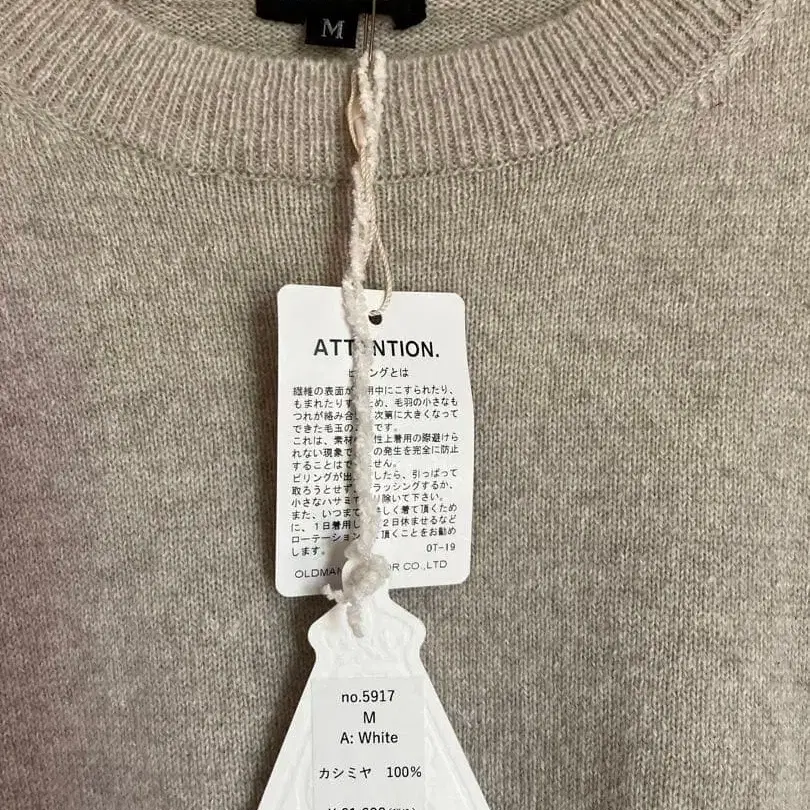 M
ATTENTION.
ピリングとは
繊維の表面が 用中にこすられたり、
もまれたりす ため、毛羽の小さなも
つれが絡み合 次第に大きくなって
できた毛玉のこ です。
これは、素材 性上着用の際避けら
れない現象で の発生を完全に防止
することはで ません。
ピリングが出 したら、引っぱって
取ろうとせず ラッシングするか、
小さなハサミで り除いて下さい。
また、いつまで しく着て頂くため
に、1日着用し 2日休ませるなど
ローテーション 頂くことをお勧め
します。 OT-19
OLDMAN OR CO.,LTD
no.5917
M
A: White
カシミヤ 100%